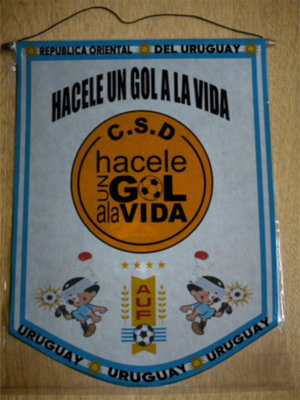 REPUBLICA ORIENTAL DEL URUGUAY
HACELE UN GOL A LA VIDA
C.S.D
hacele
UN GOL
a la VIDA
AUF
URUGUAY URUGUAY URUGUAY